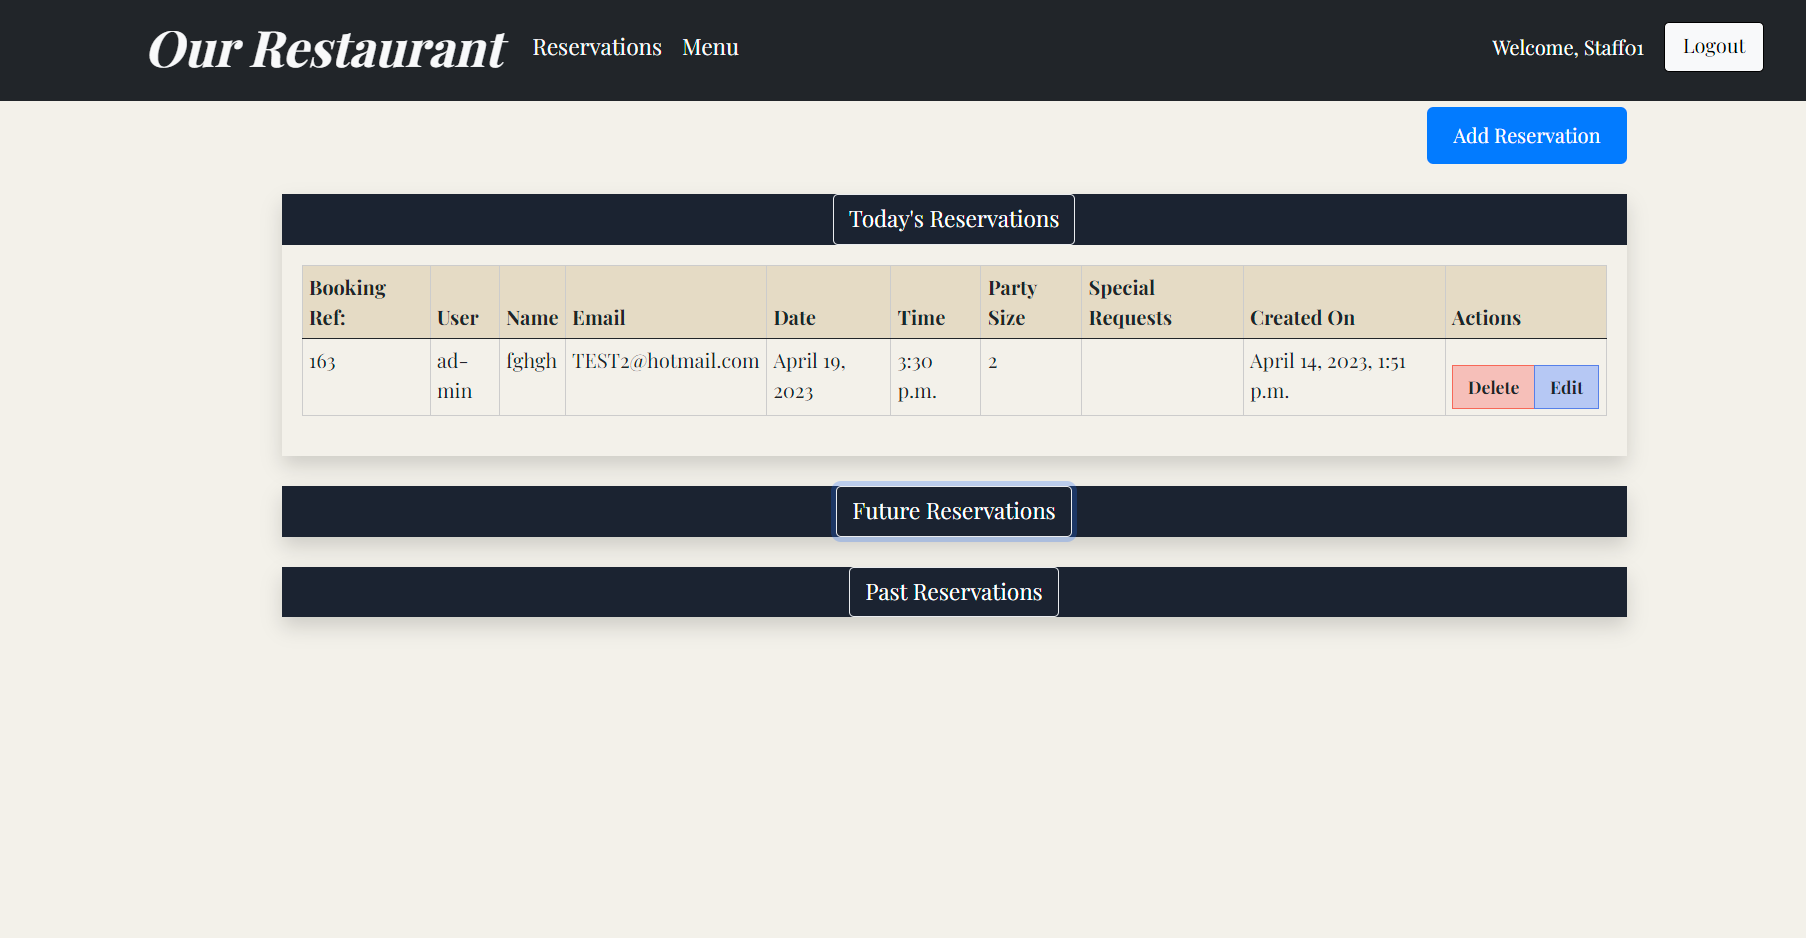 Our Restaurant Reservations Menu Welcome, Staff01 Logout
Add Reservation
Today's Reservations
Booking Ref: User Name Email Date Time Party Size Special Requests Created On Actions
163 ad-min fghgh TEST2@hotmail.com April 19, 2023 3:30 p.m. 2 April 14, 2023, 1:51 p.m. Delete Edit
Future Reservations
Past Reservations